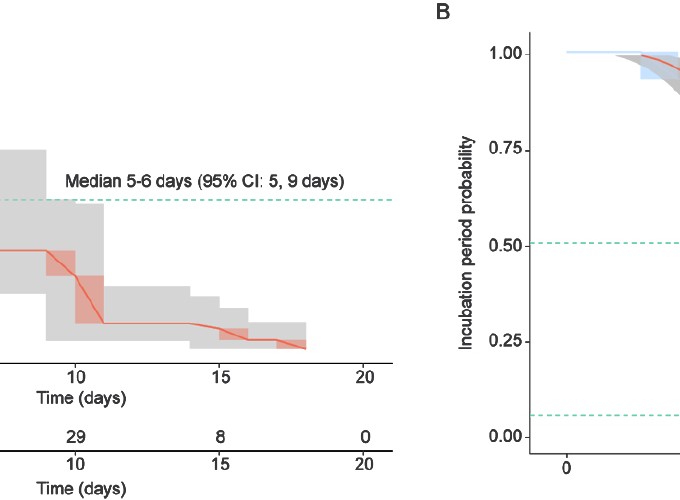 Median 5-6 days (95% CI: 5, 9 days)
10 15 20
Time (days)
29 8 0
10 15 20
Time (days)
B
Incubation period probability
1.00
0.75
0.50
0.25
0.00
0